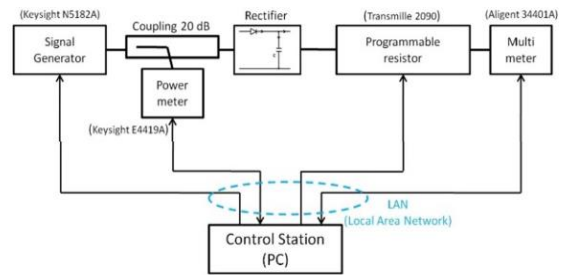 (Keysight N5182A)
Coupling 20 dB
Rectifier
(Transmille 2090)
(Aligent 34401A)
Signal
Generator
Programmable
resistor
Multi
meter
Power
meter
(Keysight E4419A)
LAN
(Local Area Network)
Control Station
(PC)